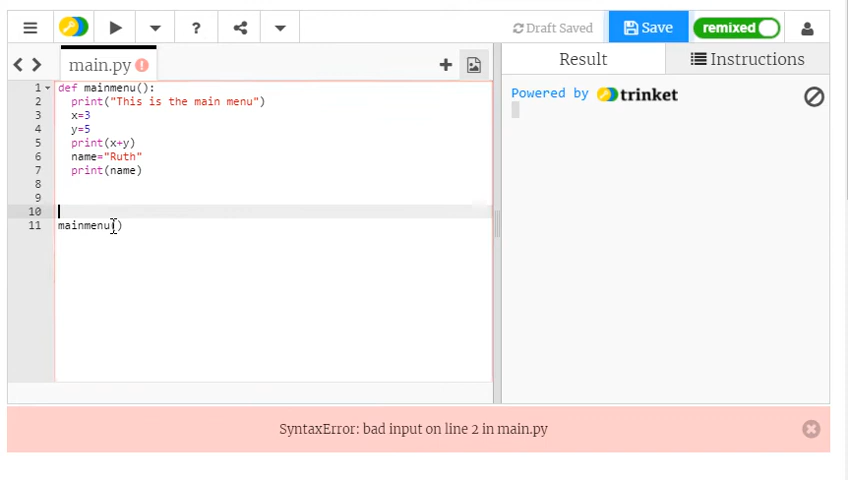 ? Draft Saved Save remixed
main.py Result Instructions
1 def mainmenu():
2 print("This is the main menu")
3 x=3
4 y=5
5 print(x+y)
6 name="Ruth"
7 print(name)
8
9
10
11 mainmenu()
Powered by trinket
SyntaxError: bad input on line 2 in main.py